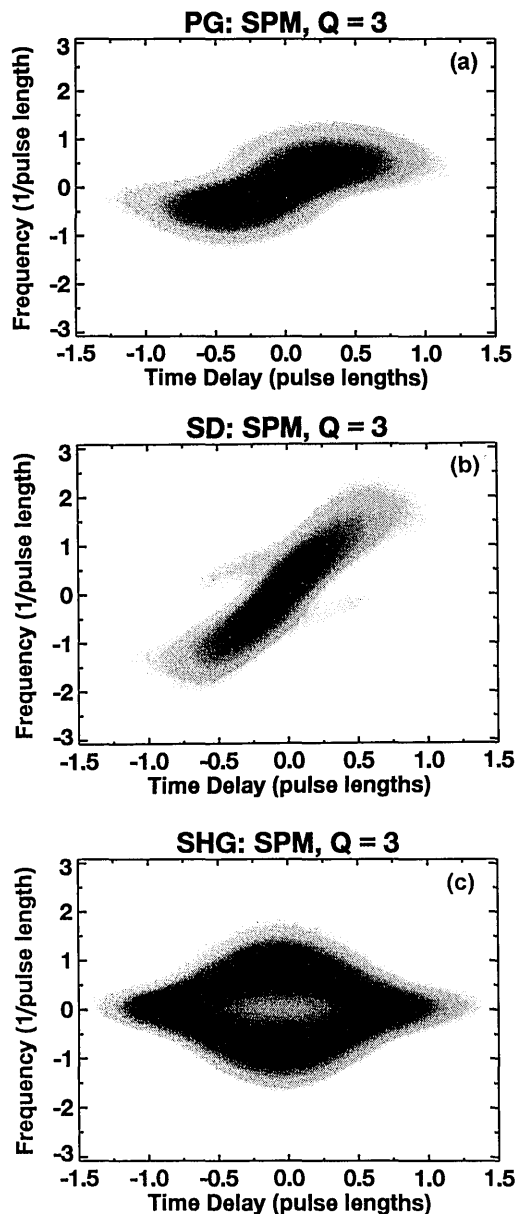 PG: SPM, Q = 3
(a)
Frequency (1/pulse length)
3
2
1
0
-1
-2
-3
-1.5 -1.0 -0.5 0.0 0.5 1.0 1.5
Time Delay (pulse lengths)
SD: SPM, Q = 3
(b)
Frequency (1/pulse length)
3
2
1
0
-1
-2
-3
-1.5 -1.0 -0.5 0.0 0.5 1.0 1.5
Time Delay (pulse lengths)
SHG: SPM, Q = 3
(c)
Frequency (1/pulse length)
3
2
1
0
-1
-2
-3
-1.5 -1.0 -0.5 0.0 0.5 1.0 1.5
Time Delay (pulse lengths)